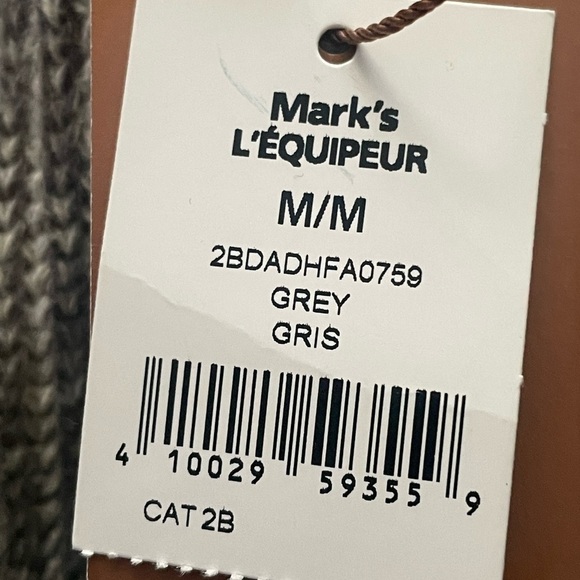 Mark's
L'ÉQUIPEUR
M/M
2BDADHFA0759
GREY
GRIS
4 10029 59355 9
CAT 2B